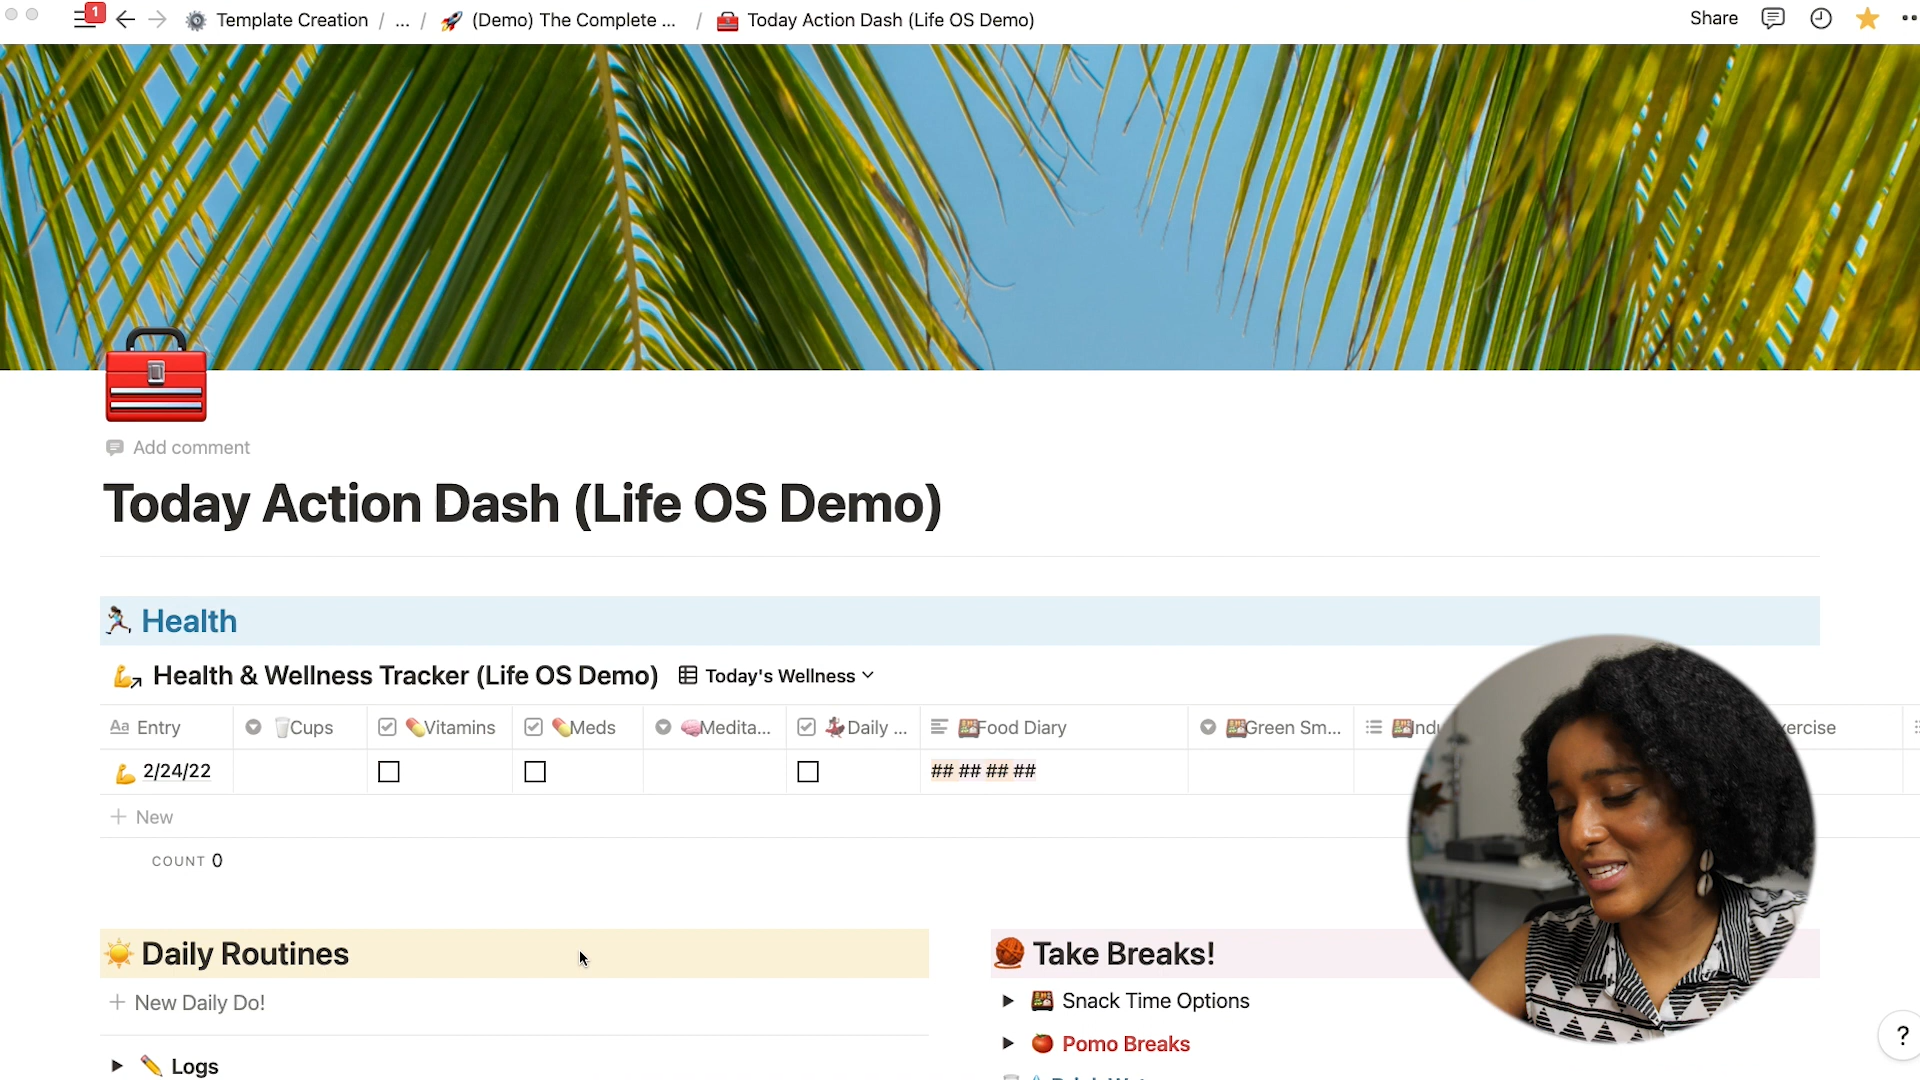 1
Template Creation / ... / (Demo) The Complete ... / Today Action Dash (Life OS Demo)
Share
Add comment
Today Action Dash (Life OS Demo)
Health
Health & Wellness Tracker (Life OS Demo) Today's Wellness
Aa Entry Cups Vitamins Meds Medita... Daily ... Food Diary Green Sm... ercise
2/24/22 ## ## ## ##
+ New
COUNT 0
Daily Routines
+ New Daily Do!
Logs
Take Breaks!
Snack Time Options
Pomo Breaks
?